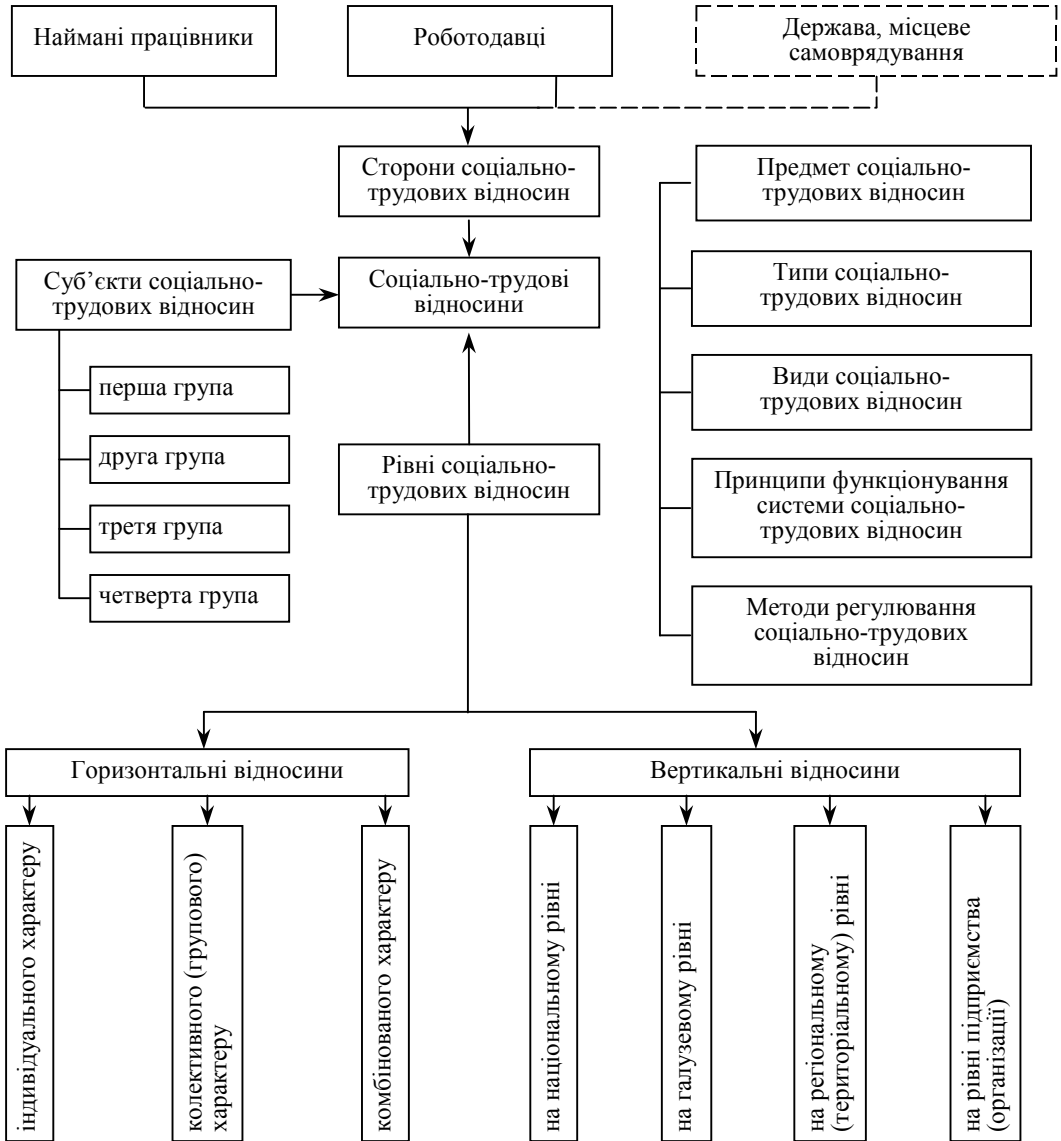 Наймані працівники
Роботодавці
Держава, місцеве
самоврядування
Сторони соціально-
трудових відносин
Предмет соціально-
трудових відносин
Суб’єкти соціально-
трудових відносин
Соціально-трудові
відносини
Типи соціально-
трудових відносин
перша група
друга група
третя група
четверта група
Види соціально-
трудових відносин
Рівні соціально-
трудових відносин
Принципи функціонування
системи соціально-
трудових відносин
Методи регулювання
соціально-трудових
відносин
Горизонтальні відносини
Вертикальні відносини
індивідуального характеру
колективного (групового)
характеру
комбінованого характеру
на національному рівні
на галузевому рівні
на регіональному
(територіальному) рівні
на рівні підприємства
(організації)